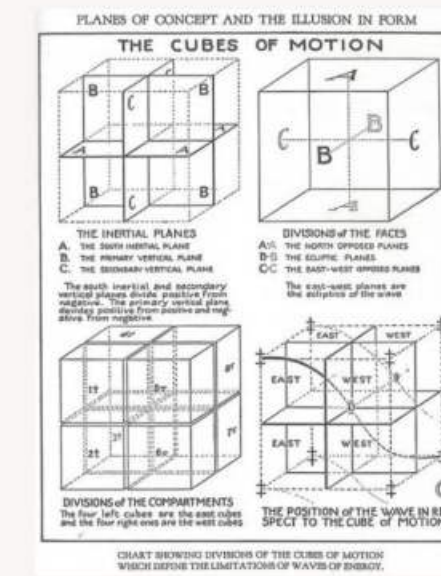 PLANES OF CONCEPT AND THE ILLUSION IN FORM
THE CUBES OF MOTION
C
B
C
B
A
A
A
B
C
B
THE INERTIAL PLANES
A. THE SOUTH INERTIAL PLANE
B. THE PRIMARY VERTICAL PLANE
C. THE SECONDARY VERTICAL PLANE
The south inertial and secondary
vertical planes divide positive from
negative. The primary vertical plane
devides positive from positive and neg-
ative from negative
A
C
B
B
C
A
DIVISIONS of THE FACES
A-A THE NORTH OPPOSED PLANES
B-B THE ECLIPTIC PLANES
C-C THE EAST-WEST OPPOSED PLANES
The east-west planes are
the ecliptics of the wave
DIVISIONS of THE COMPARTMENTS
The four left cubes are the east cubes
and the four right ones are the west cubes
EAST
WEST
EAST
WEST
EAST
WEST
THE POSITION of THE WAVE IN RE
SPECT TO THE CUBE of MOTION
CHART SHOWING DIVISIONS OF THE CUBES OF MOTION
WHICH DEFINE THE LIMITATIONS OF WAVES OF ENERGY.